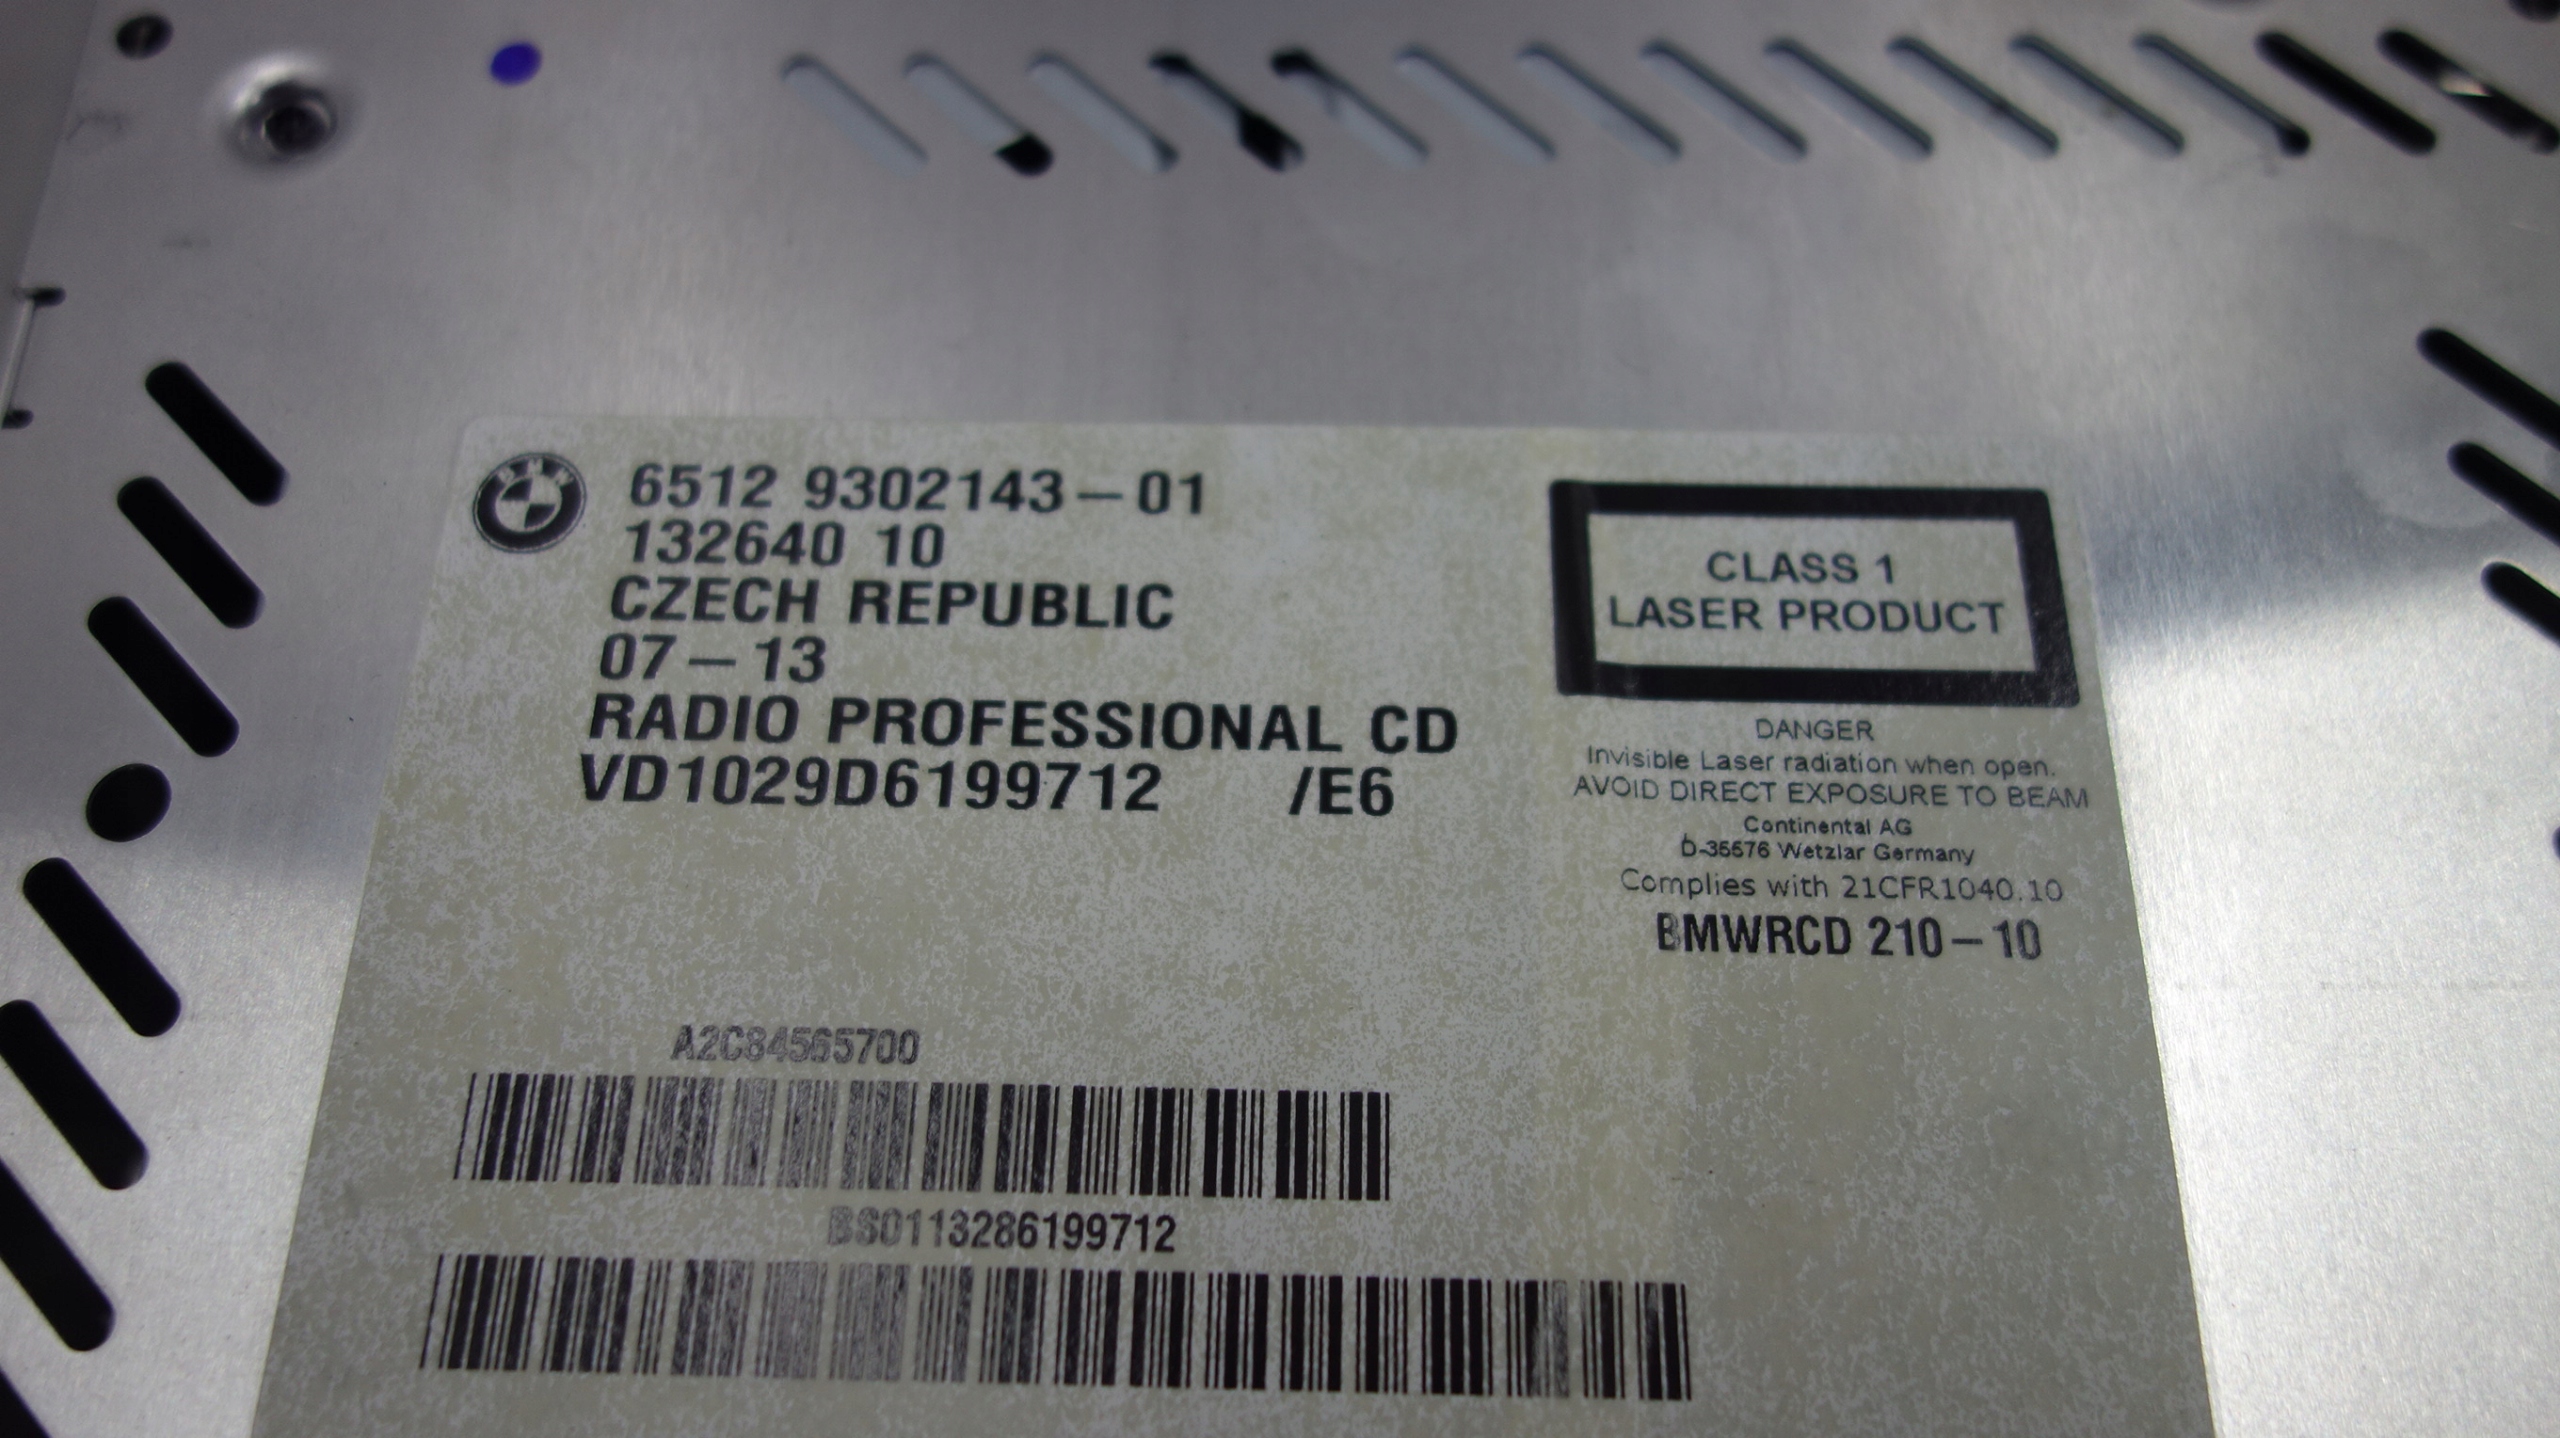 BMW
6512 9302143-01
132640 10
CZECH REPUBLIC
07-13
RADIO PROFESSIONAL CD
VD1029D6199712 /E6
CLASS 1
LASER PRODUCT
DANGER
Invisible Laser radiation when open.
AVOID DIRECT EXPOSURE TO BEAM
Continental AG
D-35576 Wetzlar Germany
Complies with 21CFR1040.10
BMWRCD 210-10
A2C84565700
BS0113286199712